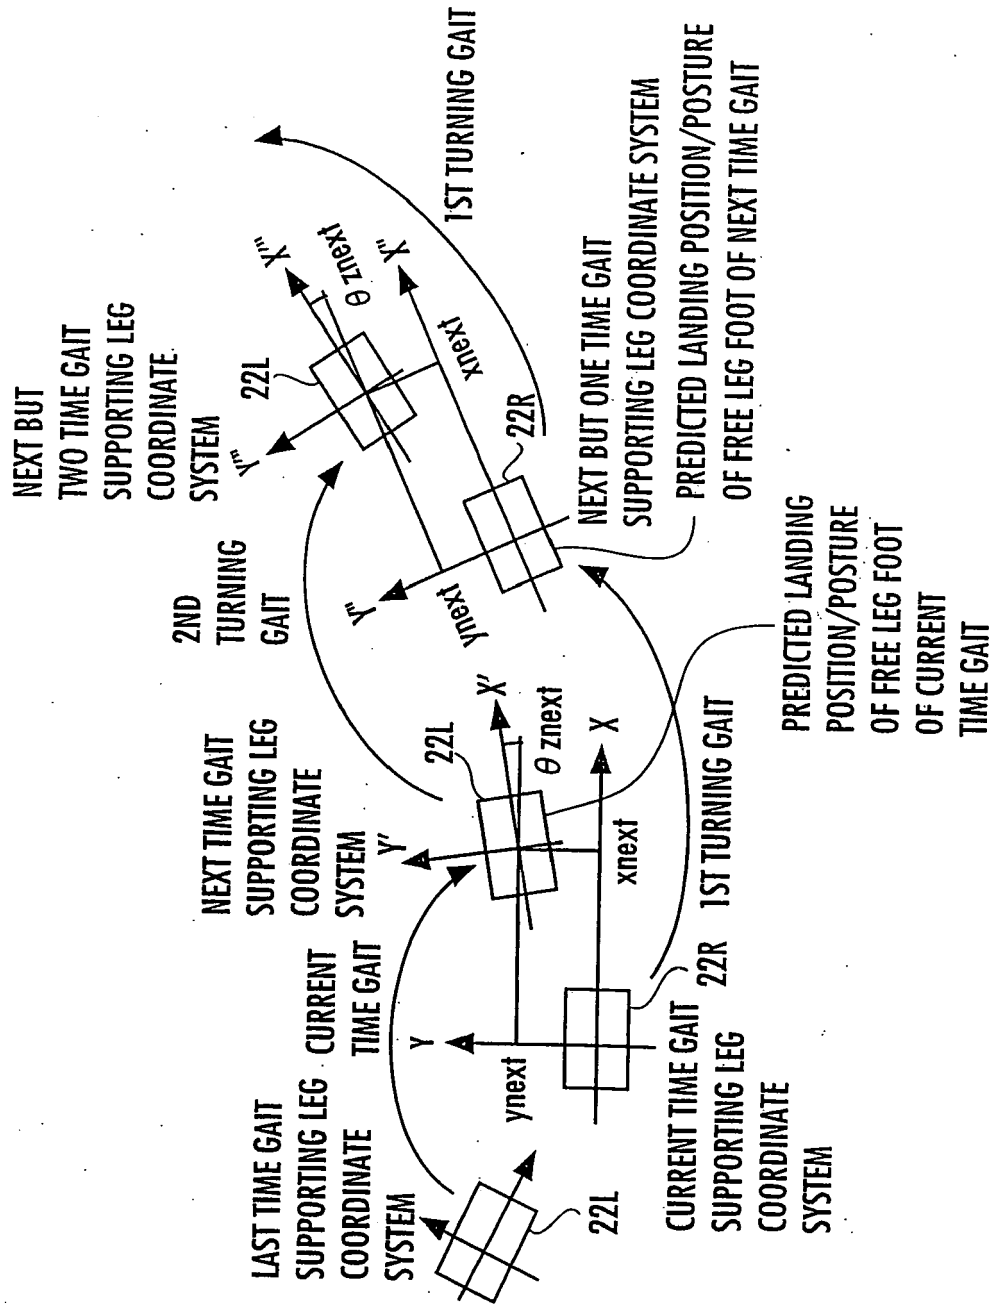 LAST TIME GAIT
SUPPORTING LEG
COORDINATE
SYSTEM
22L
CURRENT
TIME GAIT
Y
ynext
CURRENT TIME GAIT
SUPPORTING LEG
COORDINATE
SYSTEM
22R
X
xnext
NEXT TIME GAIT
SUPPORTING LEG
COORDINATE
SYSTEM
Y'
22L
X'
θ znext
1ST TURNING GAIT
PREDICTED LANDING
POSITION/POSTURE
OF FREE LEG FOOT
OF CURRENT
TIME GAIT
2ND
TURNING
GAIT
Y"
ynext
22R
xnext
X"
NEXT BUT ONE TIME GAIT
SUPPORTING LEG COORDINATE SYSTEM
PREDICTED LANDING POSITION/POSTURE
OF FREE LEG FOOT OF NEXT TIME GAIT
NEXT BUT
TWO TIME GAIT
SUPPORTING LEG
COORDINATE
SYSTEM
Y'"
22L
X'"
θ znext
1ST TURNING GAIT